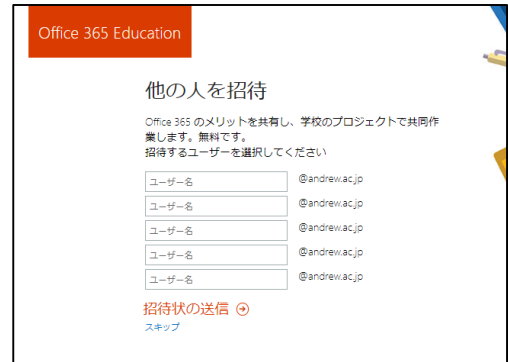 Office 365 Education
他の人を招待
Office 365 のメリットを共有し、学校のプロジェクトで共同作
業します。無料です。
招待するユーザーを選択してください
ユーザー名 @andrew.ac.jp
ユーザー名 @andrew.ac.jp
ユーザー名 @andrew.ac.jp
ユーザー名 @andrew.ac.jp
ユーザー名 @andrew.ac.jp
招待状の送信
スキップ